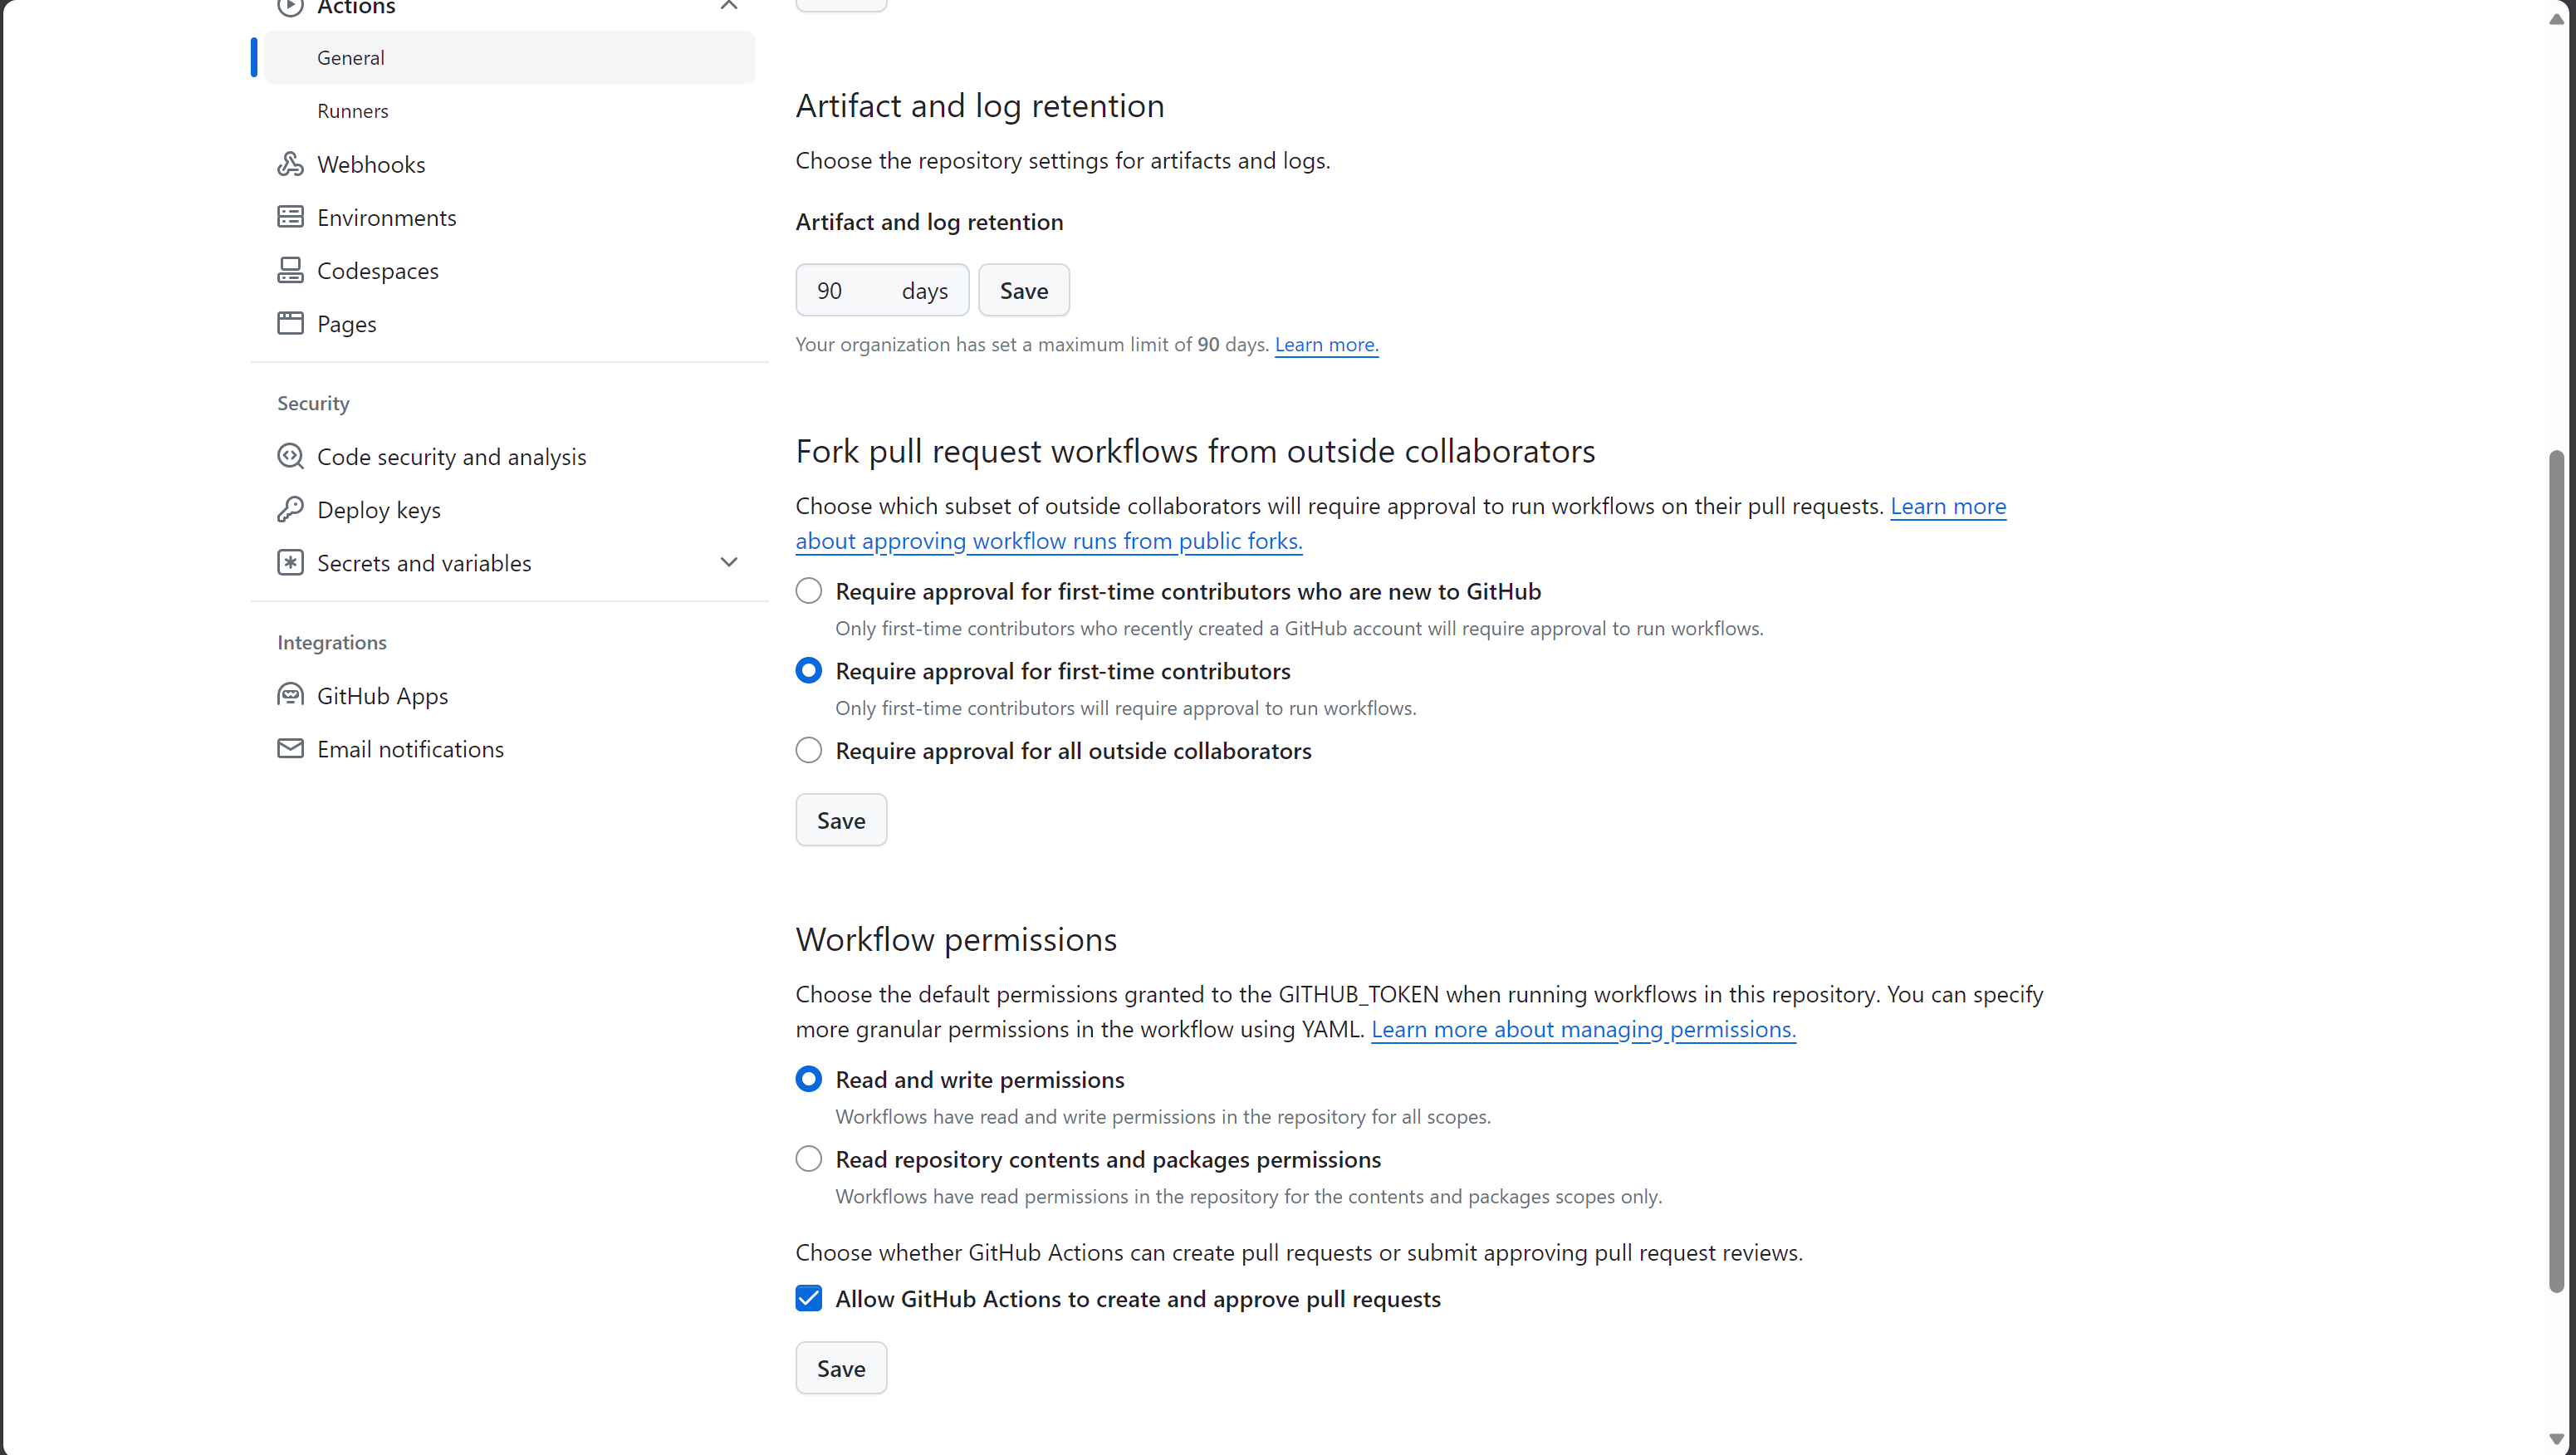 Actions
General
Runners
Webhooks
Environments
Codespaces
Pages
Security
Code security and analysis
Deploy keys
Secrets and variables
Integrations
GitHub Apps
Email notifications
Artifact and log retention
Choose the repository settings for artifacts and logs.
Artifact and log retention
90 days Save
Your organization has set a maximum limit of 90 days. Learn more.
Fork pull request workflows from outside collaborators
Choose which subset of outside collaborators will require approval to run workflows on their pull requests. Learn more
about approving workflow runs from public forks.
Require approval for first-time contributors who are new to GitHub
Only first-time contributors who recently created a GitHub account will require approval to run workflows.
Require approval for first-time contributors
Only first-time contributors will require approval to run workflows.
Require approval for all outside collaborators
Save
Workflow permissions
Choose the default permissions granted to the GITHUB_TOKEN when running workflows in this repository. You can specify
more granular permissions in the workflow using YAML. Learn more about managing permissions.
Read and write permissions
Workflows have read and write permissions in the repository for all scopes.
Read repository contents and packages permissions
Workflows have read permissions in the repository for the contents and packages scopes only.
Choose whether GitHub Actions can create pull requests or submit approving pull request reviews.
Allow GitHub Actions to create and approve pull requests
Save